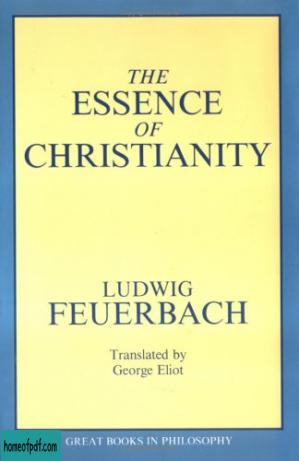 THE
ESSENCE
OF
CHRISTIANITY
LUDWIG
FEUERBACH
Translated by
George Eliot
homeofpdf.com
GREAT BOOKS IN PHILOSOPHY